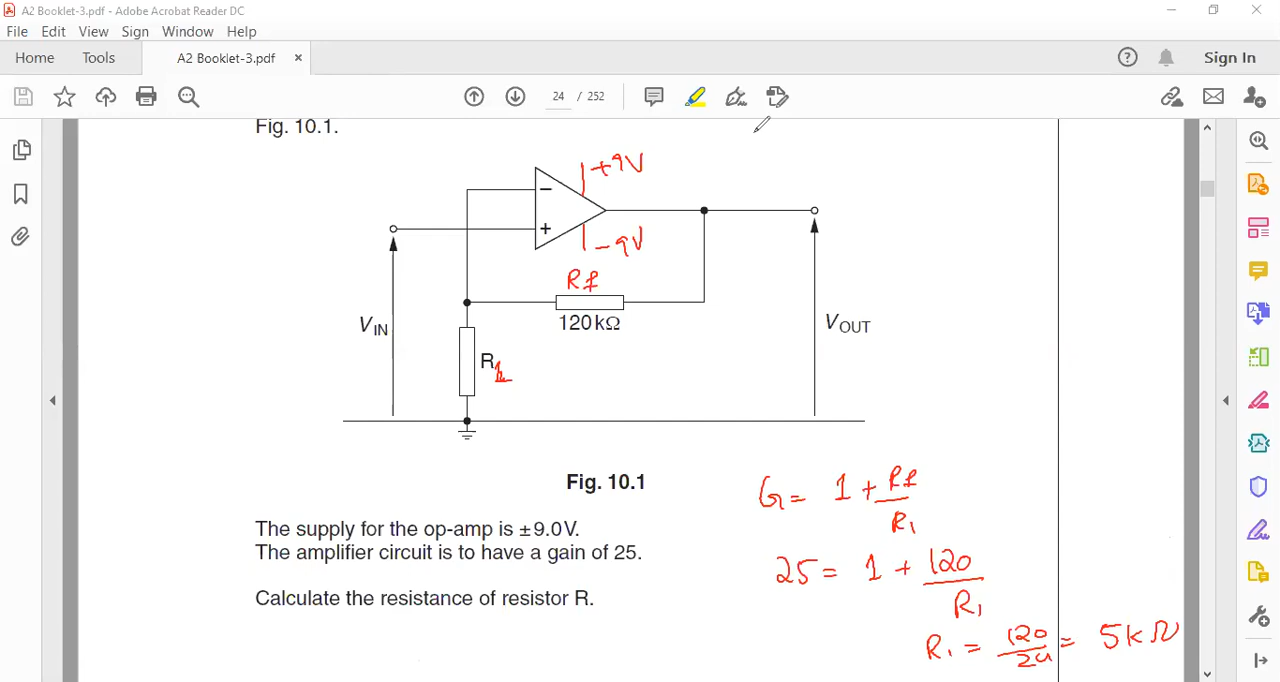 A2 Booklet-3.pdf - Adobe Acrobat Reader DC
File Edit View Sign Window Help
Home Tools A2 Booklet-3.pdf × Sign In
24 / 252
Fig. 10.1.
+9V
−
+
−9V
Rf
120 kΩ
VIN
VOUT
R1
Fig. 10.1
G = 1 + Rf/R1
The supply for the op-amp is ±9.0 V.
The amplifier circuit is to have a gain of 25.
25 = 1 + 120/R1
Calculate the resistance of resistor R.
R1 = 120/24 = 5kΩ